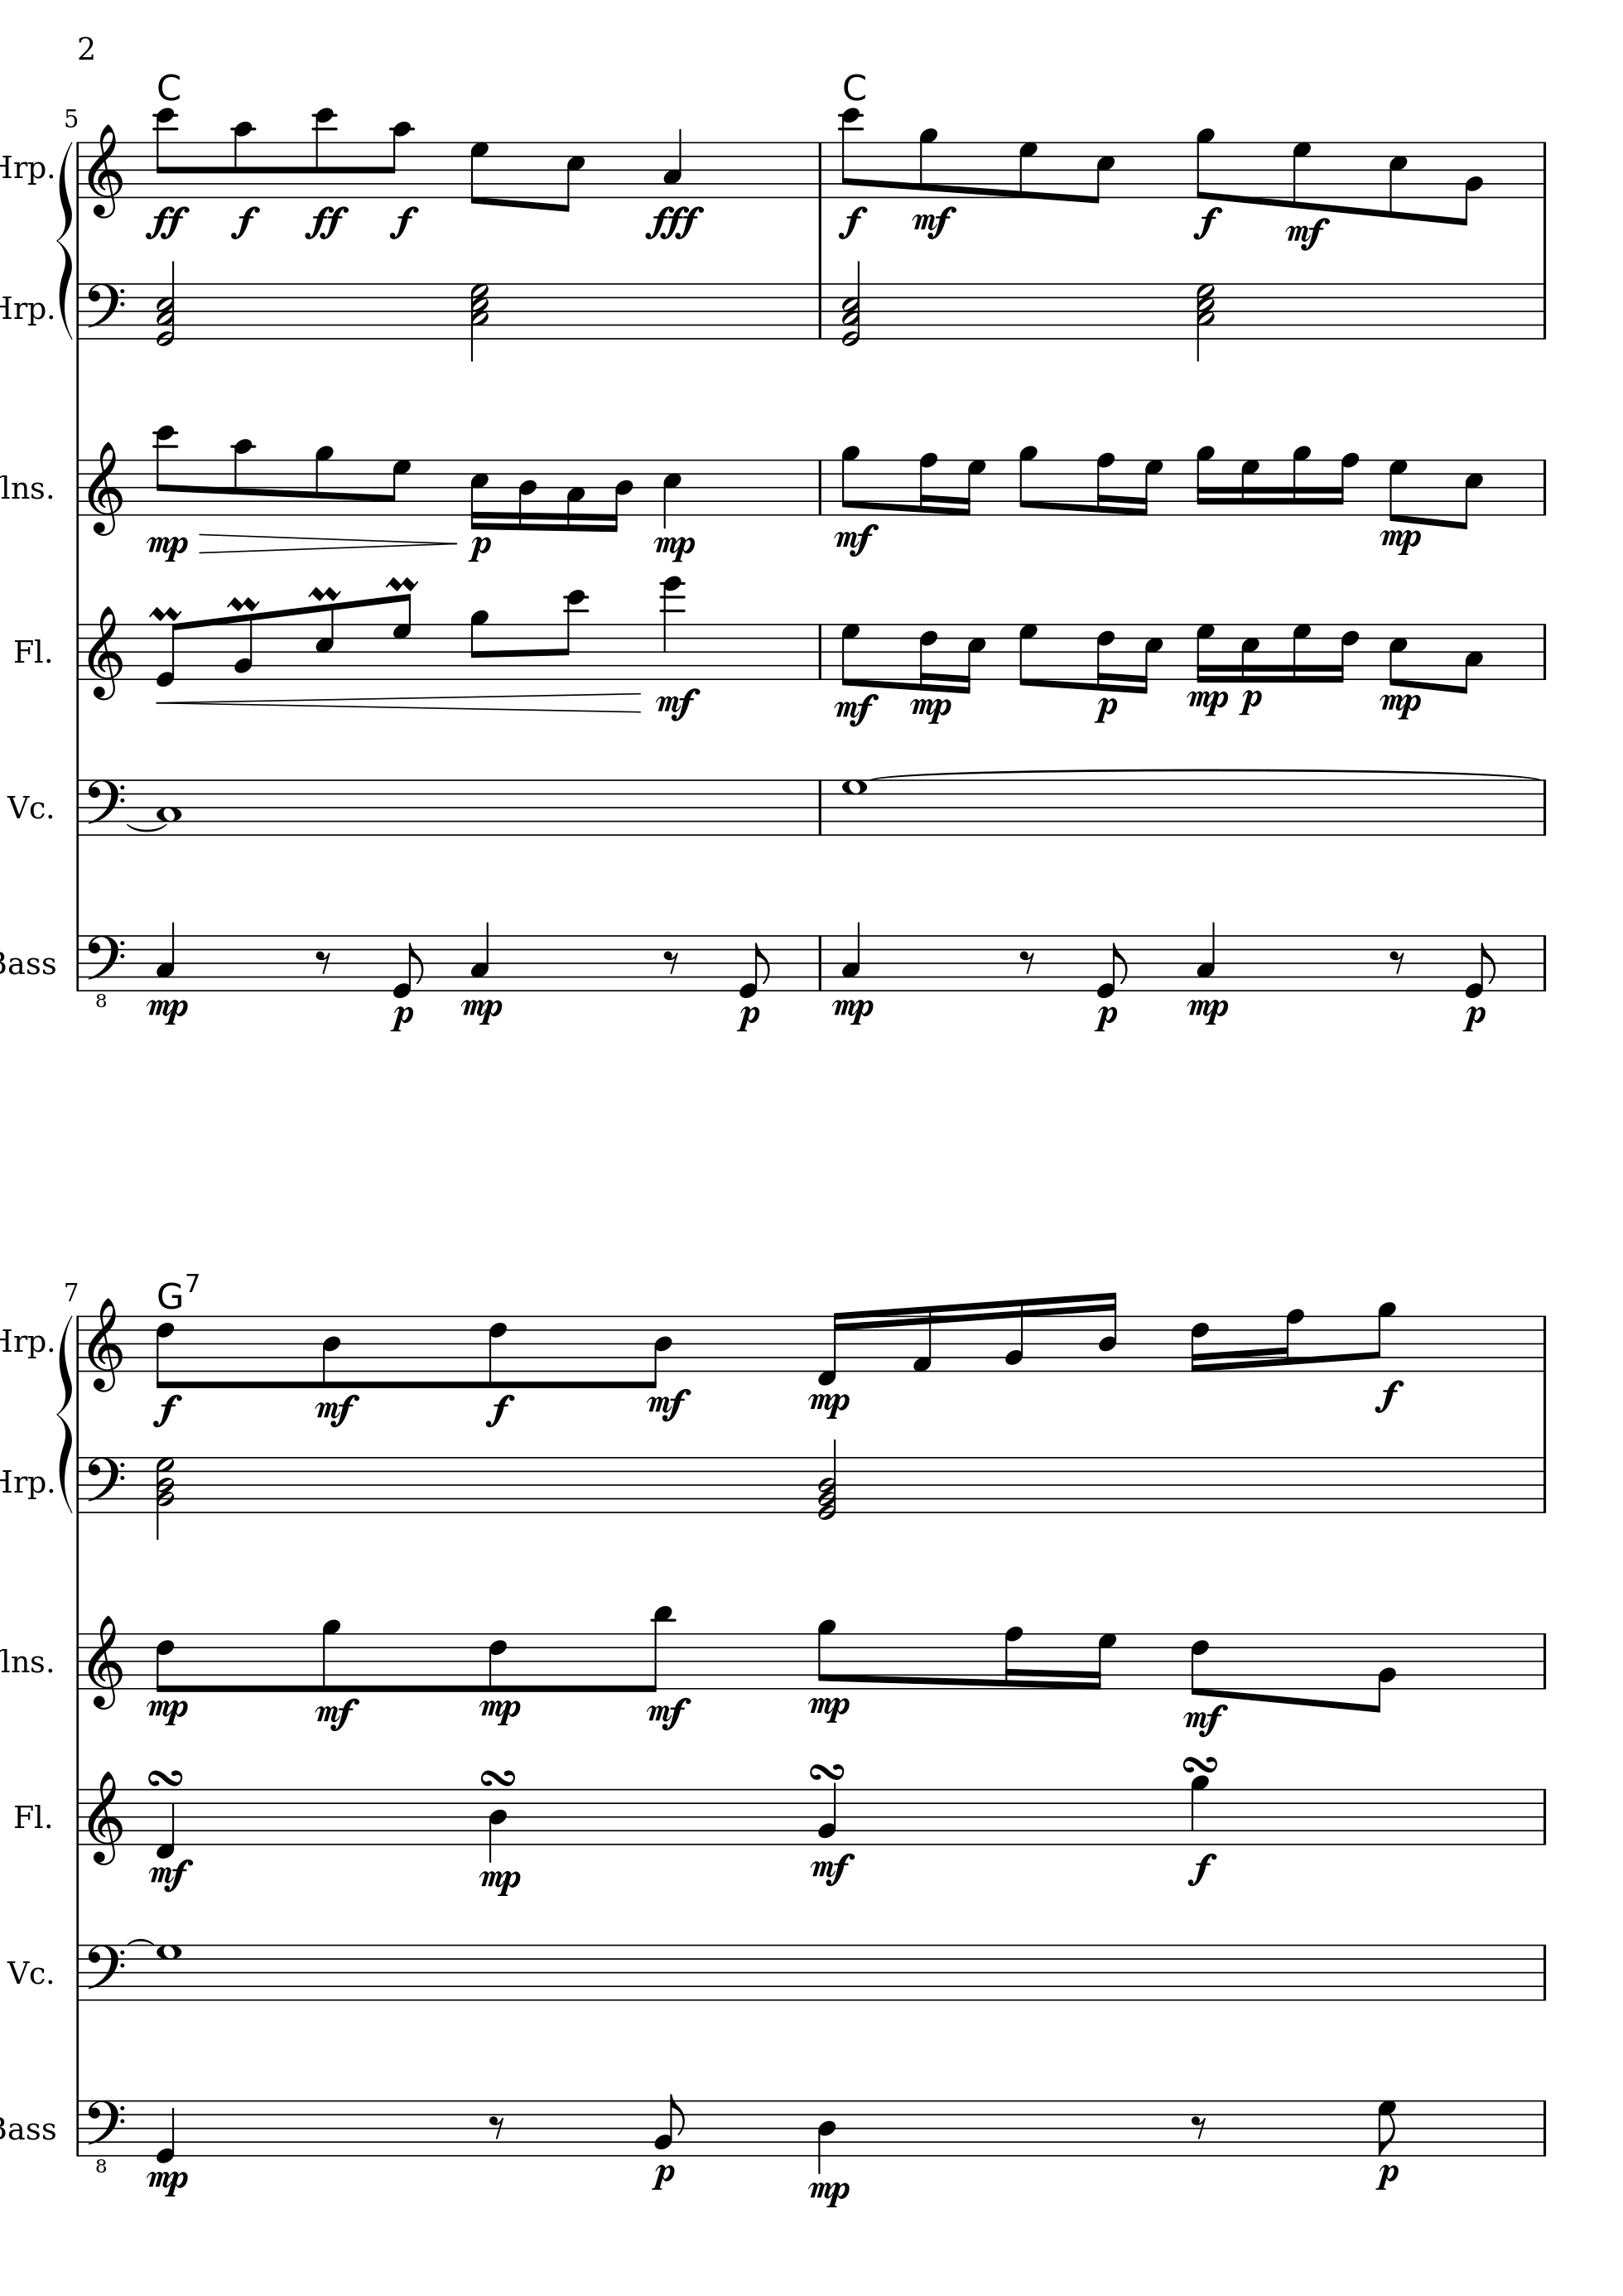 2
C C
5
Hrp.
ff f ff f fff f mf f mf
Hrp.
lns.
mp p mp mf mp
Fl.
mf mf mp p mp p mp
Vc.
Bass
8
mp p mp p mp p mp p
G7
7
Hrp.
f mf f mf mp f
Hrp.
lns.
mp mf mp mf mp mf
Fl.
mf mp mf f
Vc.
Bass
8
mp p mp p